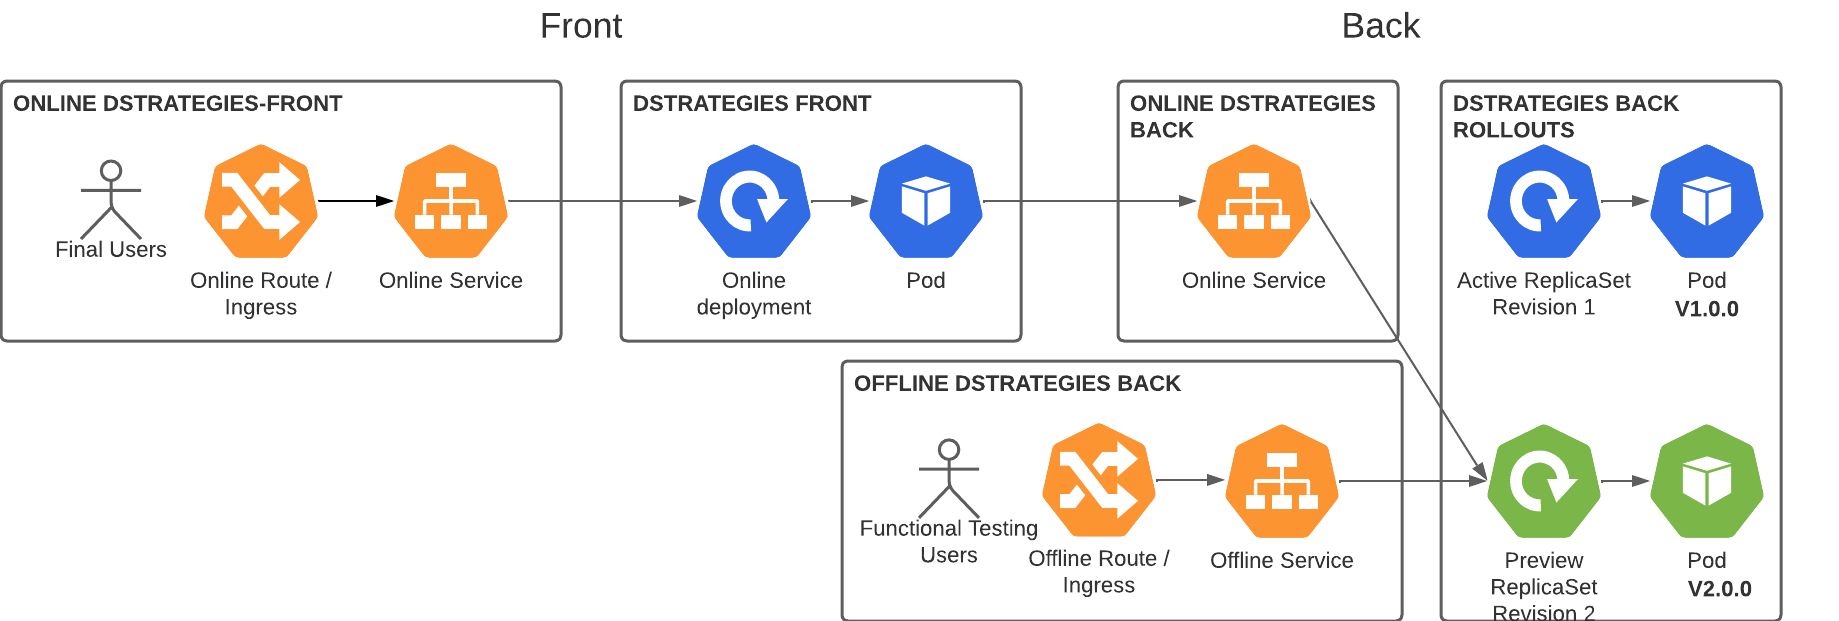 Front
Back
ONLINE DSTRATEGIES-FRONT
Final Users
Online Route /
Ingress
Online Service
DSTRATEGIES FRONT
Online
deployment
Pod
ONLINE DSTRATEGIES
BACK
Online Service
DSTRATEGIES BACK
ROLLOUTS
Active ReplicaSet
Revision 1
Pod
V1.0.0
OFFLINE DSTRATEGIES BACK
Functional Testing
Users
Offline Route /
Ingress
Offline Service
Preview
ReplicaSet
Revision 2
Pod
V2.0.0